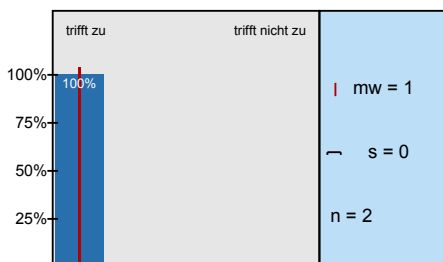 trifft zu trifft nicht zu
100%
100%
75%
50%
25%
mw = 1
s = 0
n = 2